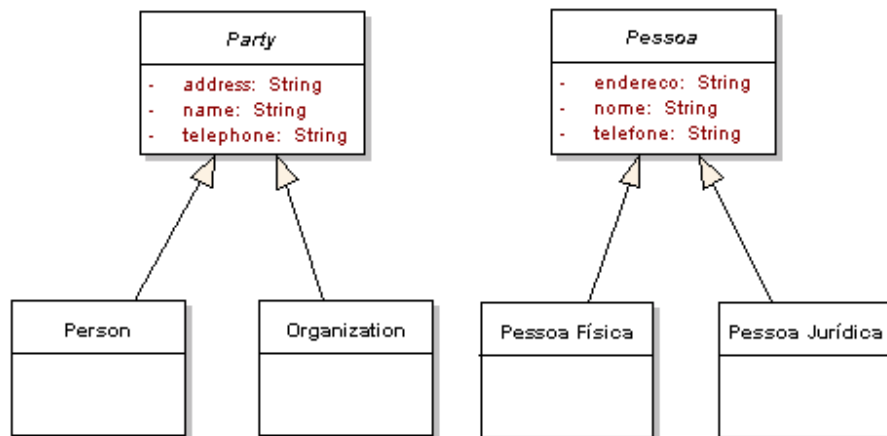 Party
- address: String
- name: String
- telephone: String
Person
Organization
Pessoa
- endereco: String
- nome: String
- telefone: String
Pessoa Física
Pessoa Jurídica